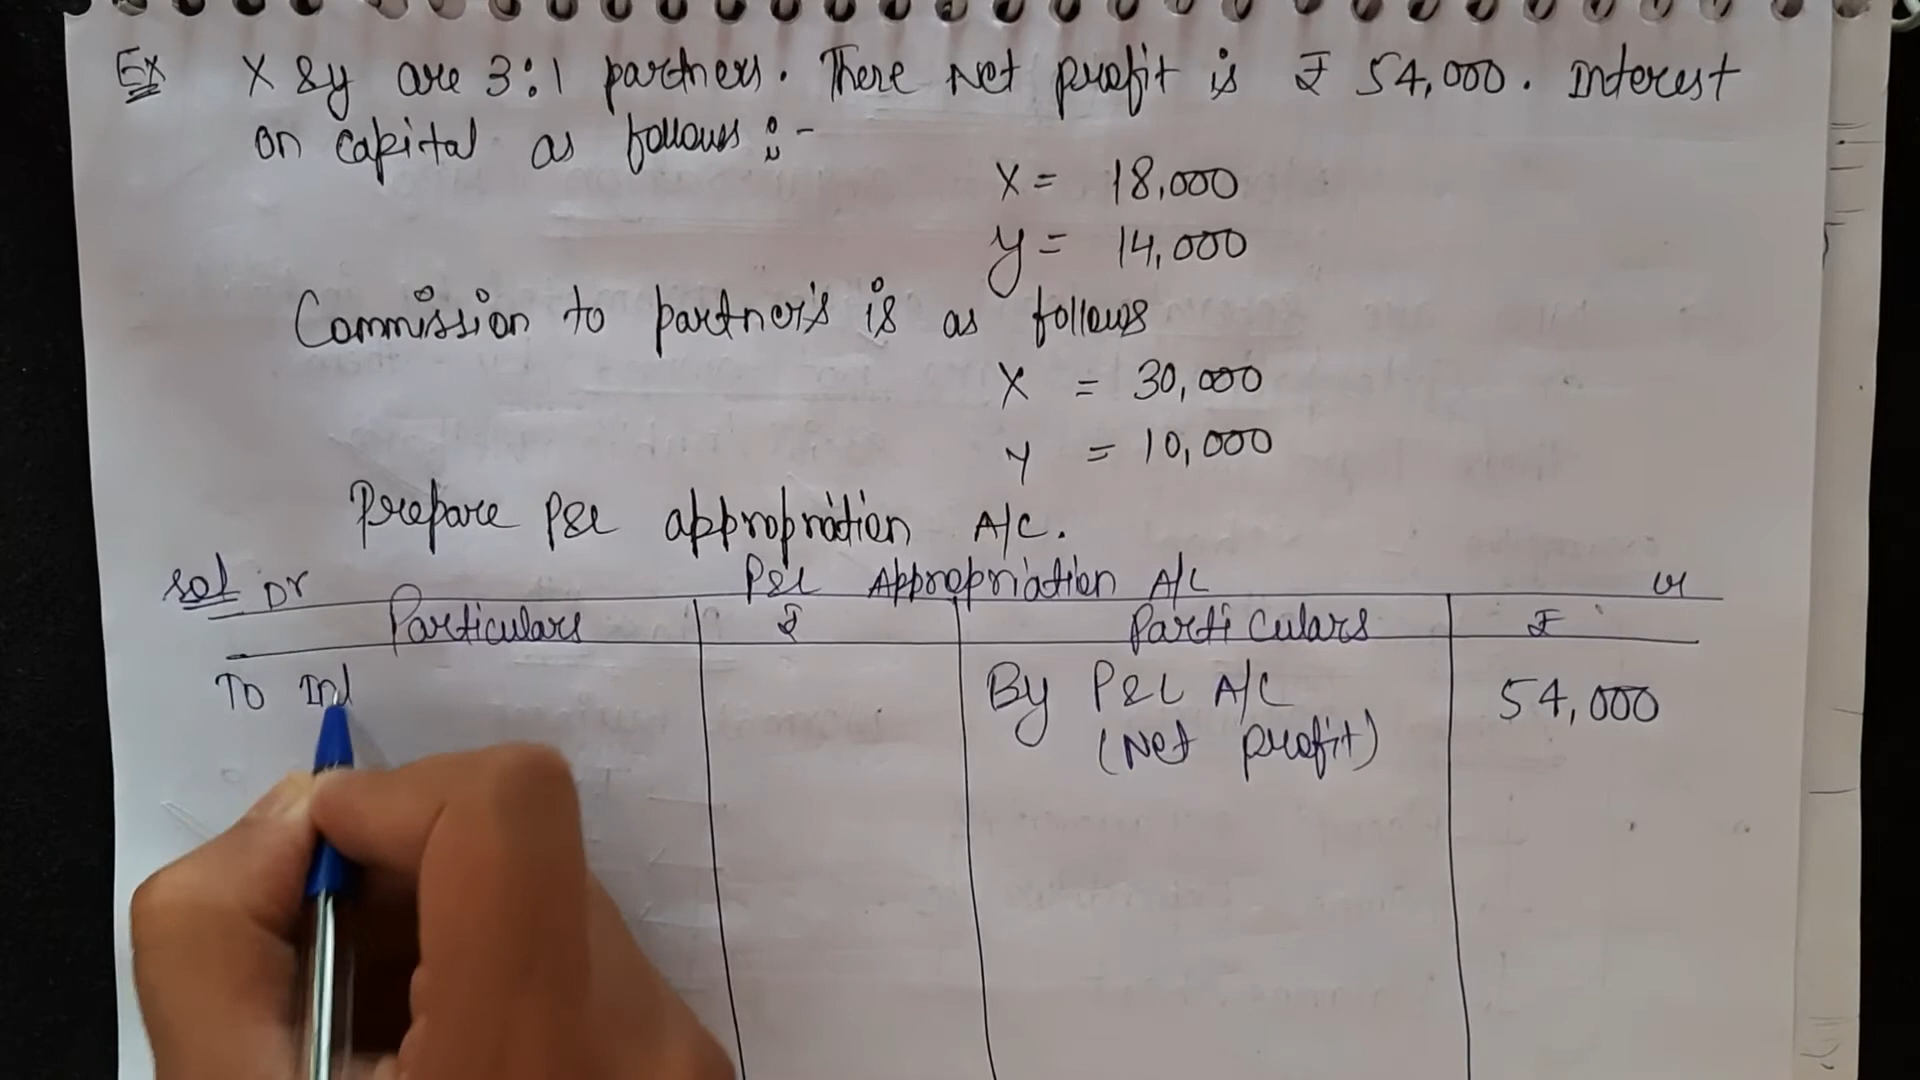 Ex X & y are 3:1 partners. There Net profit is ₹ 54,000. Interest
on capital as follows :-
X = 18,000
y = 14,000
Commission to partner's is as follows
X = 30,000
y = 10,000
Prepare P&L appropriation A/C.
sol Dr P&L Appropriation A/C cr
Particulars ₹ Particulars ₹
To Int By P&L A/C 54,000
(Net profit)